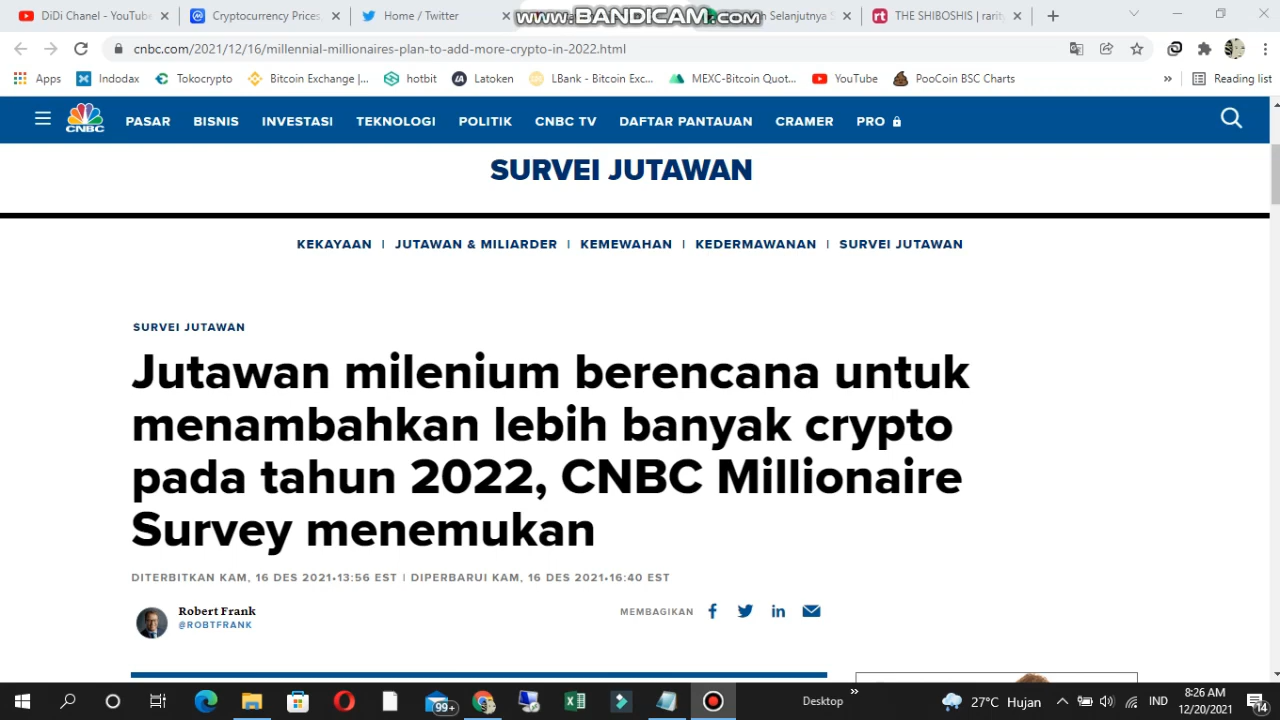 DiDi Chanel - YouTube
Cryptocurrency Prices,
Home / Twitter
WWW.BANDICAM.COM
Selanjutnya S
THE SHIBOSHIS | rarity
cnbc.com/2021/12/16/millennial-millionaires-plan-to-add-more-crypto-in-2022.html
Apps
Indodax
Tokocrypto
Bitcoin Exchange |...
hotbit
Latoken
LBank - Bitcoin Exc...
MEXC-Bitcoin Quot...
YouTube
PooCoin BSC Charts
»
Reading list
CNBC
PASAR
BISNIS
INVESTASI
TEKNOLOGI
POLITIK
CNBC TV
DAFTAR PANTAUAN
CRAMER
PRO
SURVEI JUTAWAN
KEKAYAAN | JUTAWAN & MILIARDER | KEMEWAHAN | KEDERMAWANAN | SURVEI JUTAWAN
SURVEI JUTAWAN
Jutawan milenium berencana untuk
menambahkan lebih banyak crypto
pada tahun 2022, CNBC Millionaire
Survey menemukan
DITERBITKAN KAM, 16 DES 2021•13:56 EST | DIPERBARUI KAM, 16 DES 2021•16:40 EST
Robert Frank
@ROBTFRANK
MEMBAGIKAN
99+
Desktop
»
27°C Hujan
IND
8:26 AM
12/20/2021
14